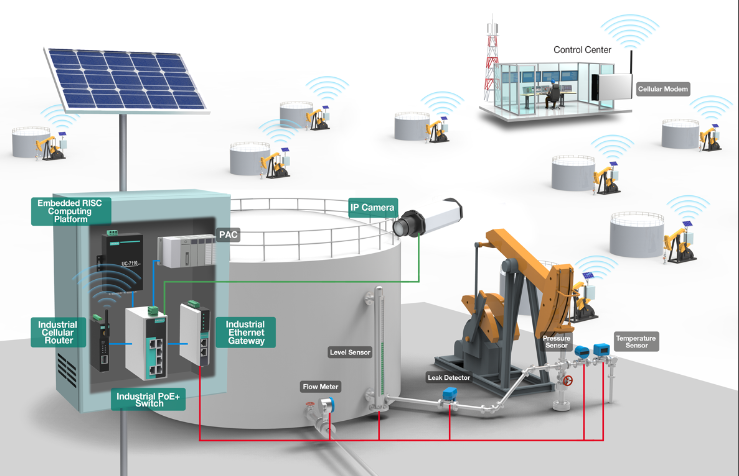 Control Center
Cellular Modem
Embedded RISC
Computing
Platform
IP Camera
PAC
Industrial
Cellular
Router
Industrial
Ethernet
Gateway
Level Sensor
Pressure
Sensor
Temperature
Sensor
Leak Detector
Flow Meter
Industrial PoE+
Switch